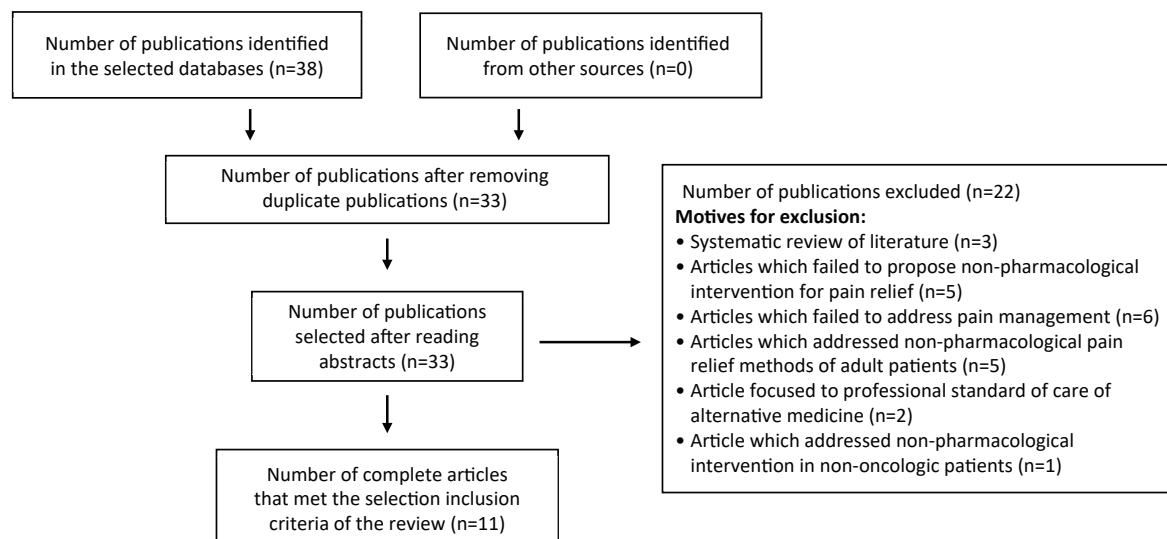 Number of publications identified
in the selected databases (n=38)
Number of publications identified
from other sources (n=0)
Number of publications after removing
duplicate publications (n=33)
Number of publications
selected after reading
abstracts (n=33)
Number of publications excluded (n=22)
Motives for exclusion:
• Systematic review of literature (n=3)
• Articles which failed to propose non-pharmacological
intervention for pain relief (n=5)
• Articles which failed to address pain management (n=6)
• Articles which addressed non-pharmacological pain
relief methods of adult patients (n=5)
• Article focused to professional standard of care of
alternative medicine (n=2)
• Article which addressed non-pharmacological
intervention in non-oncologic patients (n=1)
Number of complete articles
that met the selection inclusion
criteria of the review (n=11)